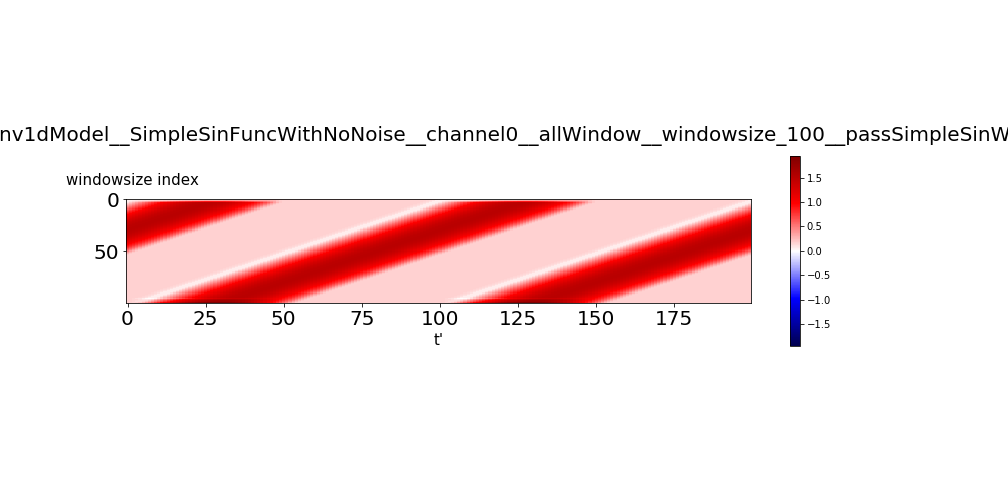 nv1dModel__SimpleSinFuncWithNoNoise__channel0__allWindow__windowsize_100__passSimpleSinW
windowsize index
0
50
0 25 50 75 100 125 150 175
t'
1.5
1.0
0.5
0.0
−0.5
−1.0
−1.5